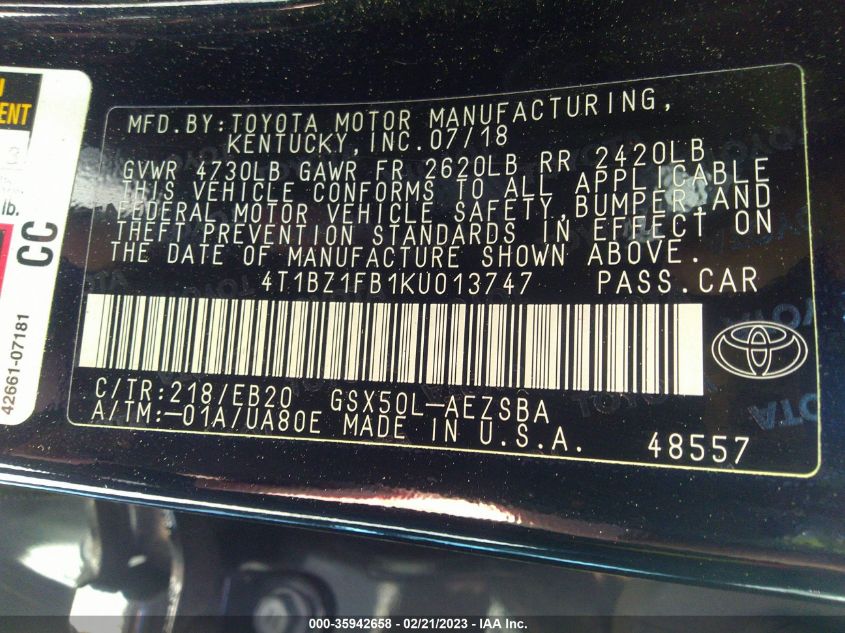 MFD.BY:TOYOTA MOTOR MANUFACTURING,
KENTUCKY, INC. 07/18
GVWR 4730LB GAWR FR 2620LB RR 2420LB
THIS VEHICLE CONFORMS TO ALL APPLICABLE
FEDERAL MOTOR VEHICLE SAFETY, BUMPER, AND
THEFT PREVENTION STANDARDS IN EFFECT ON
THE DATE OF MANUFACTURE SHOWN ABOVE.
4T1BZ1FB1KU013747 PASS.CAR
C/TR:218/EB20 GSX50L-AEZSBA
A/TM:-01A/UA80E MADE IN U.S.A.
48557
lb.
CC
42661-07181
000-35942658 - 02/21/2023 - IAA Inc.